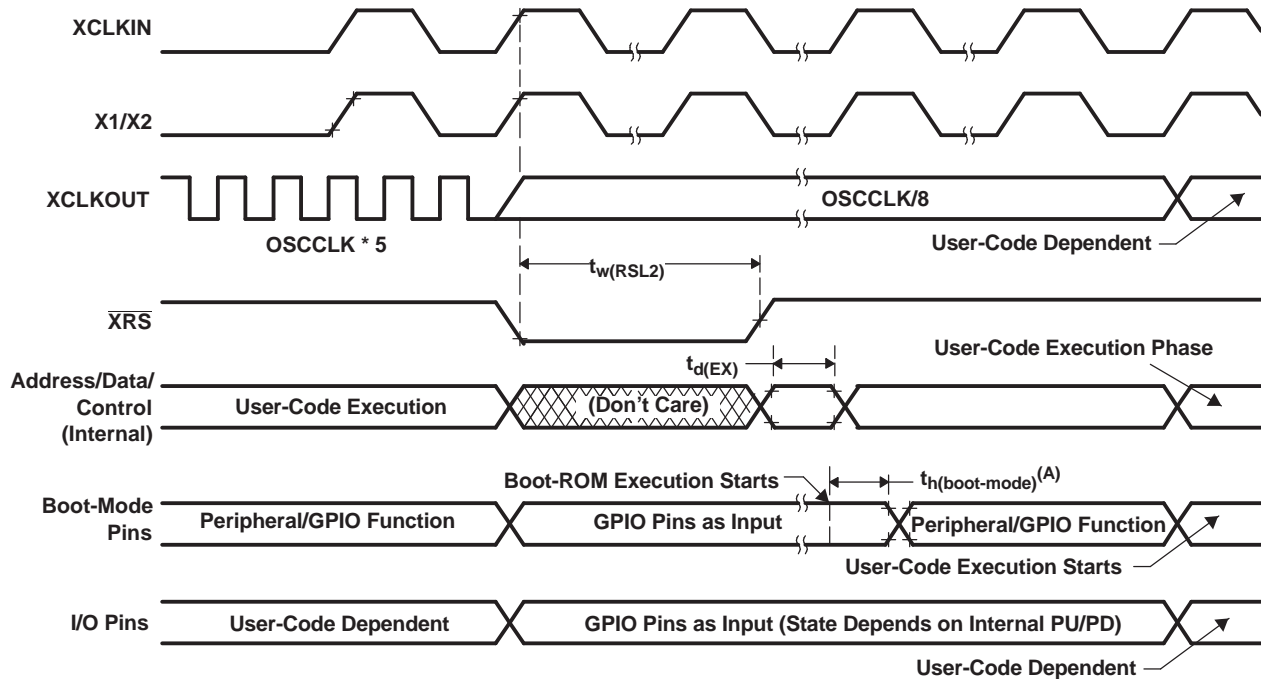 XCLKIN
X1/X2
XCLKOUT
OSCCLK/8
OSCCLK * 5
User-Code Dependent
tw(RSL2)
XRS
User-Code Execution Phase
td(EX)
Address/Data/
Control
(Internal)
User-Code Execution
(Don't Care)
Boot-ROM Execution Starts
th(boot-mode)(A)
Boot-Mode
Pins
Peripheral/GPIO Function
GPIO Pins as Input
Peripheral/GPIO Function
User-Code Execution Starts
I/O Pins
User-Code Dependent
GPIO Pins as Input (State Depends on Internal PU/PD)
User-Code Dependent